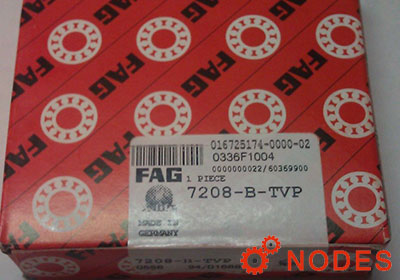 FAG
FAG
FAG
FAG
016725174-0000-02
0336F1004
0000000022/60369900
FAG
1 PIECE
7208-B-TVP
MADE IN
GERMANY
7208-B-TVP
NODES